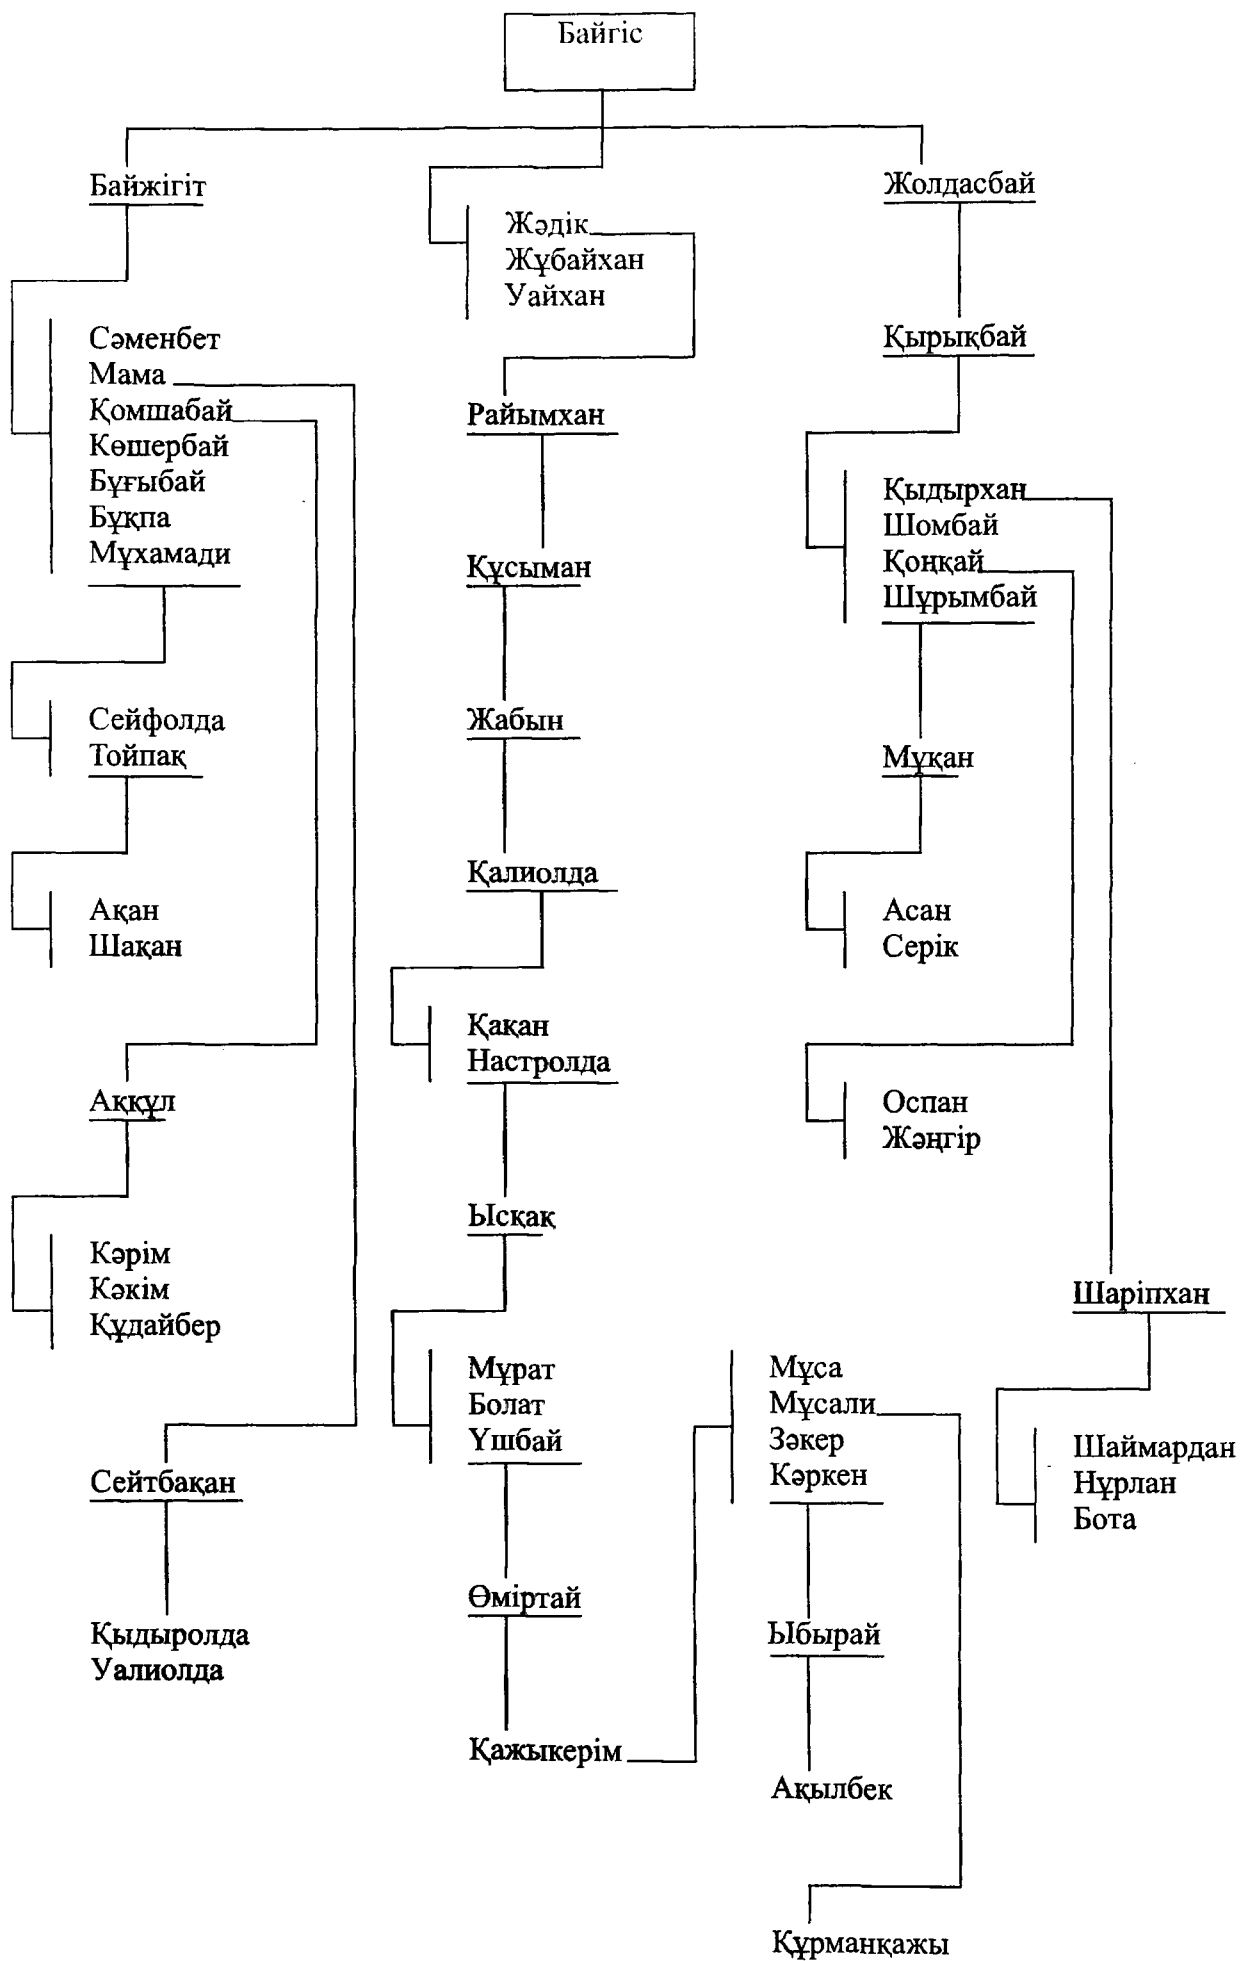 Байгіс
Байжігіт
Сәменбет
Мама
Қомшабай
Көшербай
Бұғыбай
Бұқпа
Мұхамади
Сейфолда
Тойпақ
Ақан
Шақан
Аққұл
Кәрім
Кәкім
Құдайбер
Сейтбақан
Қыдыролда
Уалиолда
Жәдік
Жұбайхан
Уайхан
Райымхан
Құсыман
Жабын
Қалиолда
Қақан
Настролда
Ысқақ
Мұрат
Болат
Үшбай
Өміртай
Қажыкерім
Мұса
Мұсали
Зәкер
Кәркен
Ыбырай
Ақылбек
Құрманқажы
Жолдасбай
Қырықбай
Қыдырхан
Шомбай
Қоңқай
Шұрымбай
Мұқан
Асан
Серік
Оспан
Жәңгір
Шаріпхан
Шаймардан
Нұрлан
Бота